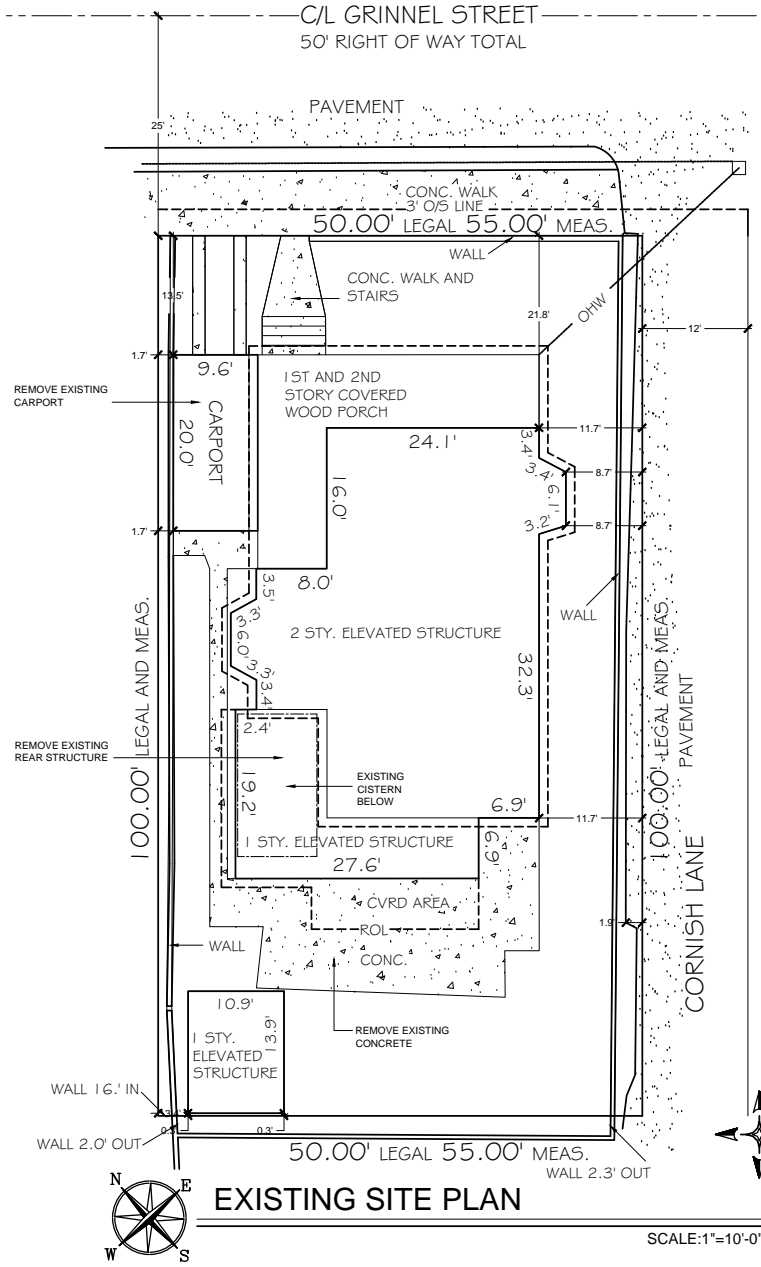 C/L GRINNEL STREET
50' RIGHT OF WAY TOTAL
PAVEMENT
25'
CONC. WALK
3' O/S LINE
50.00' LEGAL 55.00' MEAS.
WALL
CONC. WALK AND
STAIRS
13.5'
21.8'
OHW
12'
1.7'
9.6'
1ST AND 2ND
STORY COVERED
WOOD PORCH
REMOVE EXISTING
CARPORT
CARPORT
20.0'
24.1'
11.7'
3.4'
3.4'
8.7'
6.1'
16.0'
3.2'
8.7'
1.7'
8.0'
3.5'
3.3'
6.0'
3.3'
3.4'
2 STY. ELEVATED STRUCTURE
WALL
32.3'
100.00' LEGAL AND MEAS.
100.00' LEGAL AND MEAS.
PAVEMENT
2.4'
REMOVE EXISTING
REAR STRUCTURE
19.2'
EXISTING
CISTERN
BELOW
6.9'
11.7'
1 STY. ELEVATED STRUCTURE
6.9'
27.6'
CVRD AREA
ROL
CONC.
1.9'
CORNISH LANE
WALL
10.9'
13.9'
1 STY.
ELEVATED
STRUCTURE
REMOVE EXISTING
CONCRETE
WALL 16.' IN
0.3'
WALL 2.0' OUT
50.00' LEGAL 55.00' MEAS.
WALL 2.3' OUT
N
E
W
S
EXISTING SITE PLAN
SCALE:1"=10'-0"